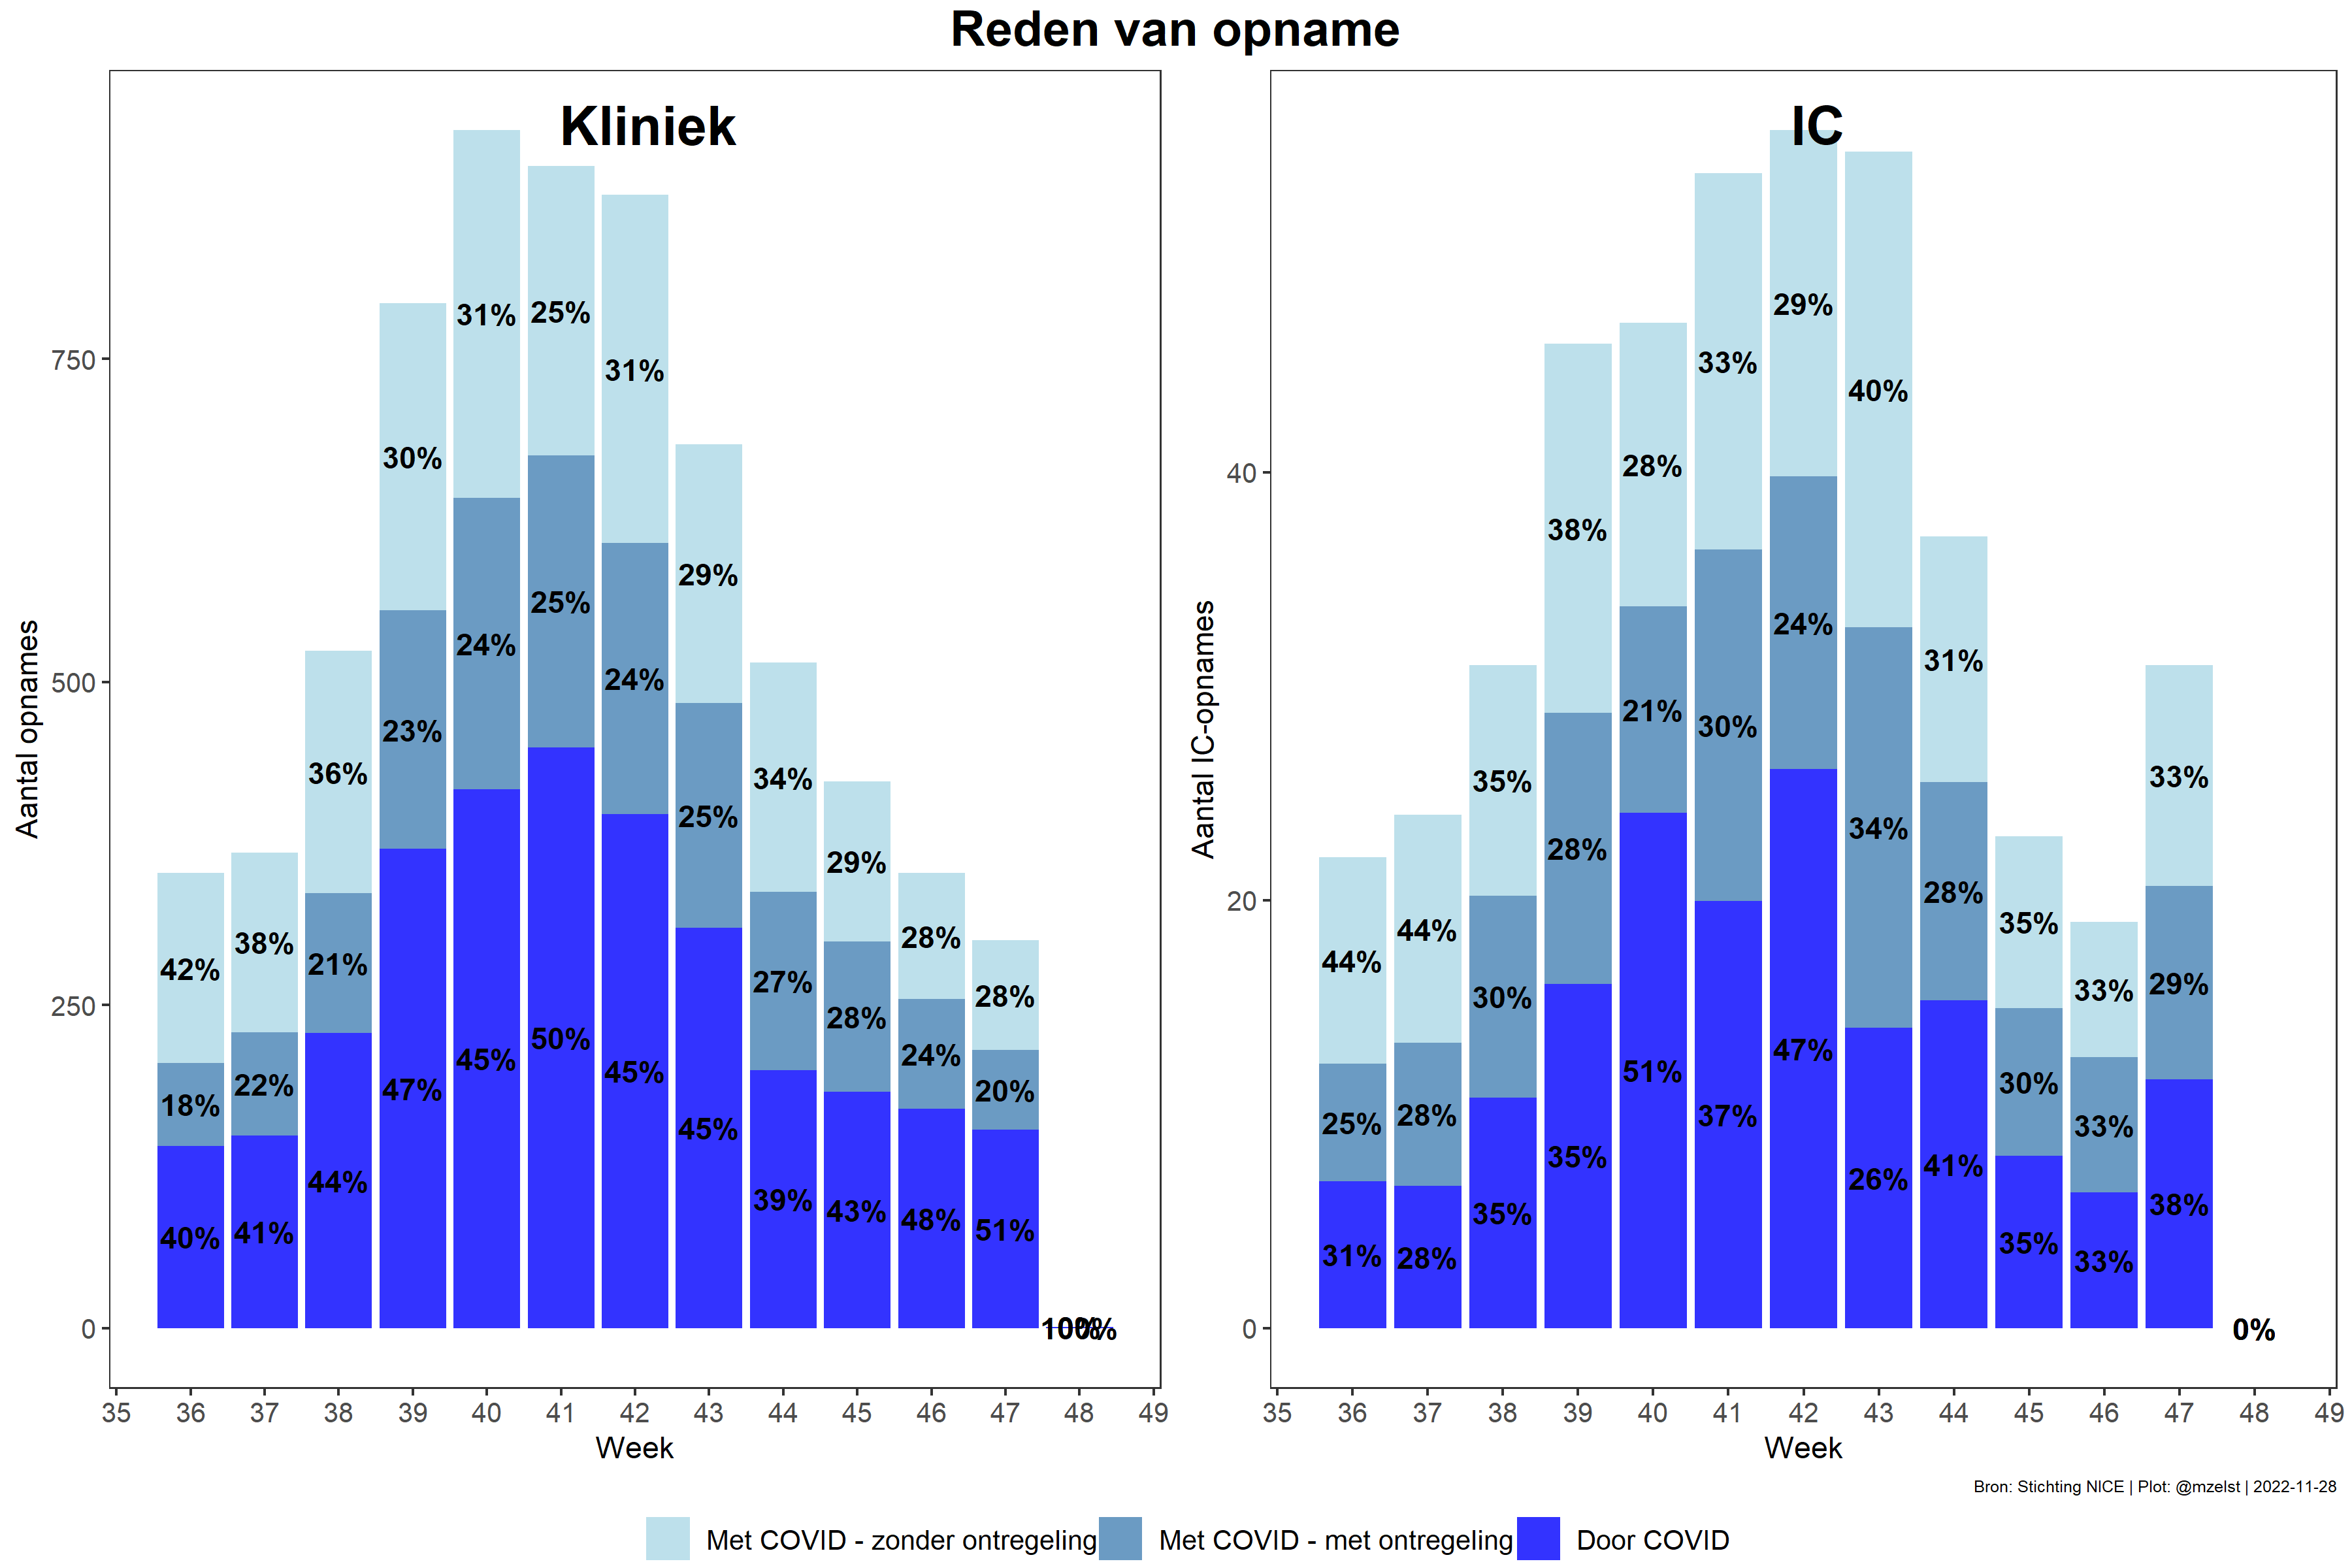 Reden van opname
Kliniek
Aantal opnames
750
500
250
0
42% 18% 40%
38% 22% 41%
36% 21% 44%
30% 23% 47%
31% 24% 45%
25% 25% 50%
31% 24% 45%
29% 25% 45%
34% 27% 39%
29% 28% 43%
28% 24% 48%
28% 20% 51%
35 36 37 38 39 40 41 42 43 44 45 46 47 48 49
Week
IC
Aantal IC-opnames
40
20
0
44% 25% 31%
44% 28% 28%
35% 30% 35%
38% 28% 35%
28% 21% 51%
33% 30% 37%
29% 24% 47%
40% 34% 26%
31% 28% 41%
35% 30% 35%
33% 33% 33%
33% 29% 38%
0%
35 36 37 38 39 40 41 42 43 44 45 46 47 48 49
Week
Bron: Stichting NICE | Plot: @mzelst | 2022-11-28
Met COVID - zonder ontregeling Met COVID - met ontregeling Door COVID